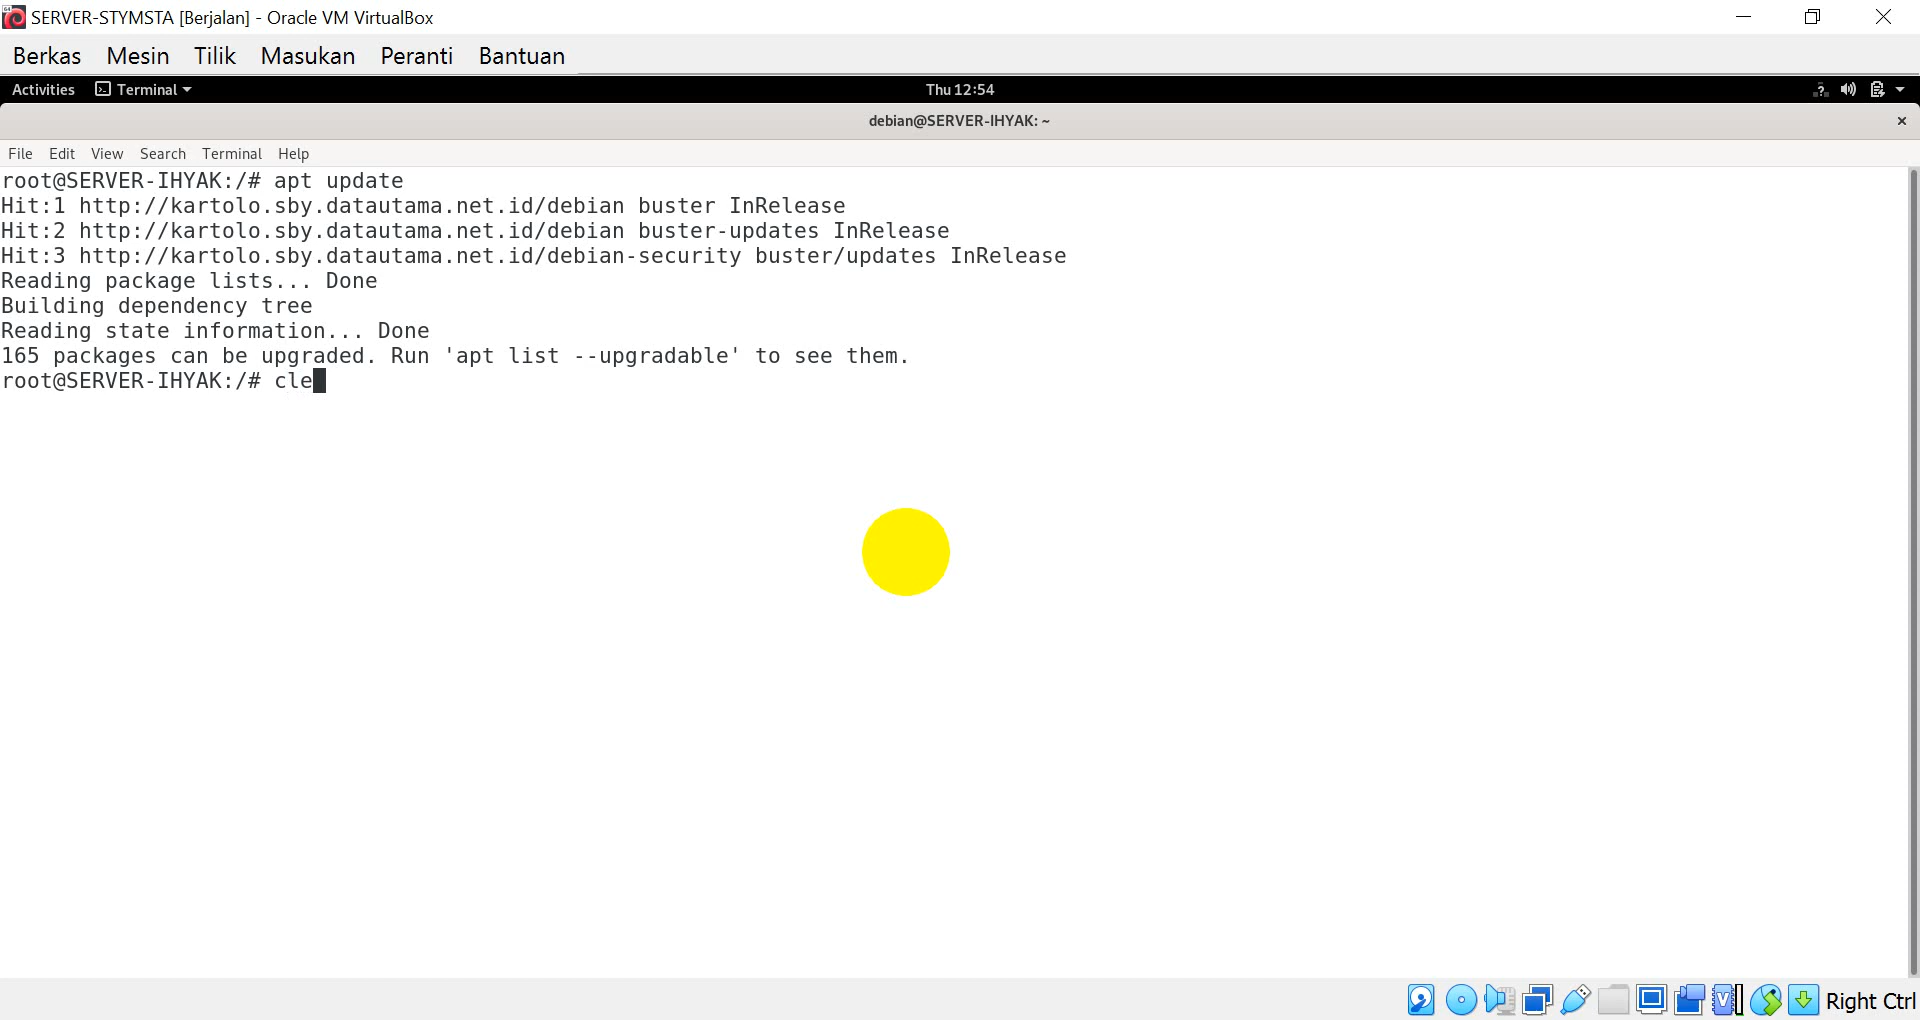 SERVER-STYMSTA [Berjalan] - Oracle VM VirtualBox
Berkas Mesin Tilik Masukan Peranti Bantuan
Activities Terminal Thu 12:54
debian@SERVER-IHYAK: ~
File Edit View Search Terminal Help
root@SERVER-IHYAK:/# apt update
Hit:1 http://kartolo.sby.datautama.net.id/debian buster InRelease
Hit:2 http://kartolo.sby.datautama.net.id/debian buster-updates InRelease
Hit:3 http://kartolo.sby.datautama.net.id/debian-security buster/updates InRelease
Reading package lists... Done
Building dependency tree
Reading state information... Done
165 packages can be upgraded. Run 'apt list --upgradable' to see them.
root@SERVER-IHYAK:/# cle
Right Ctrl